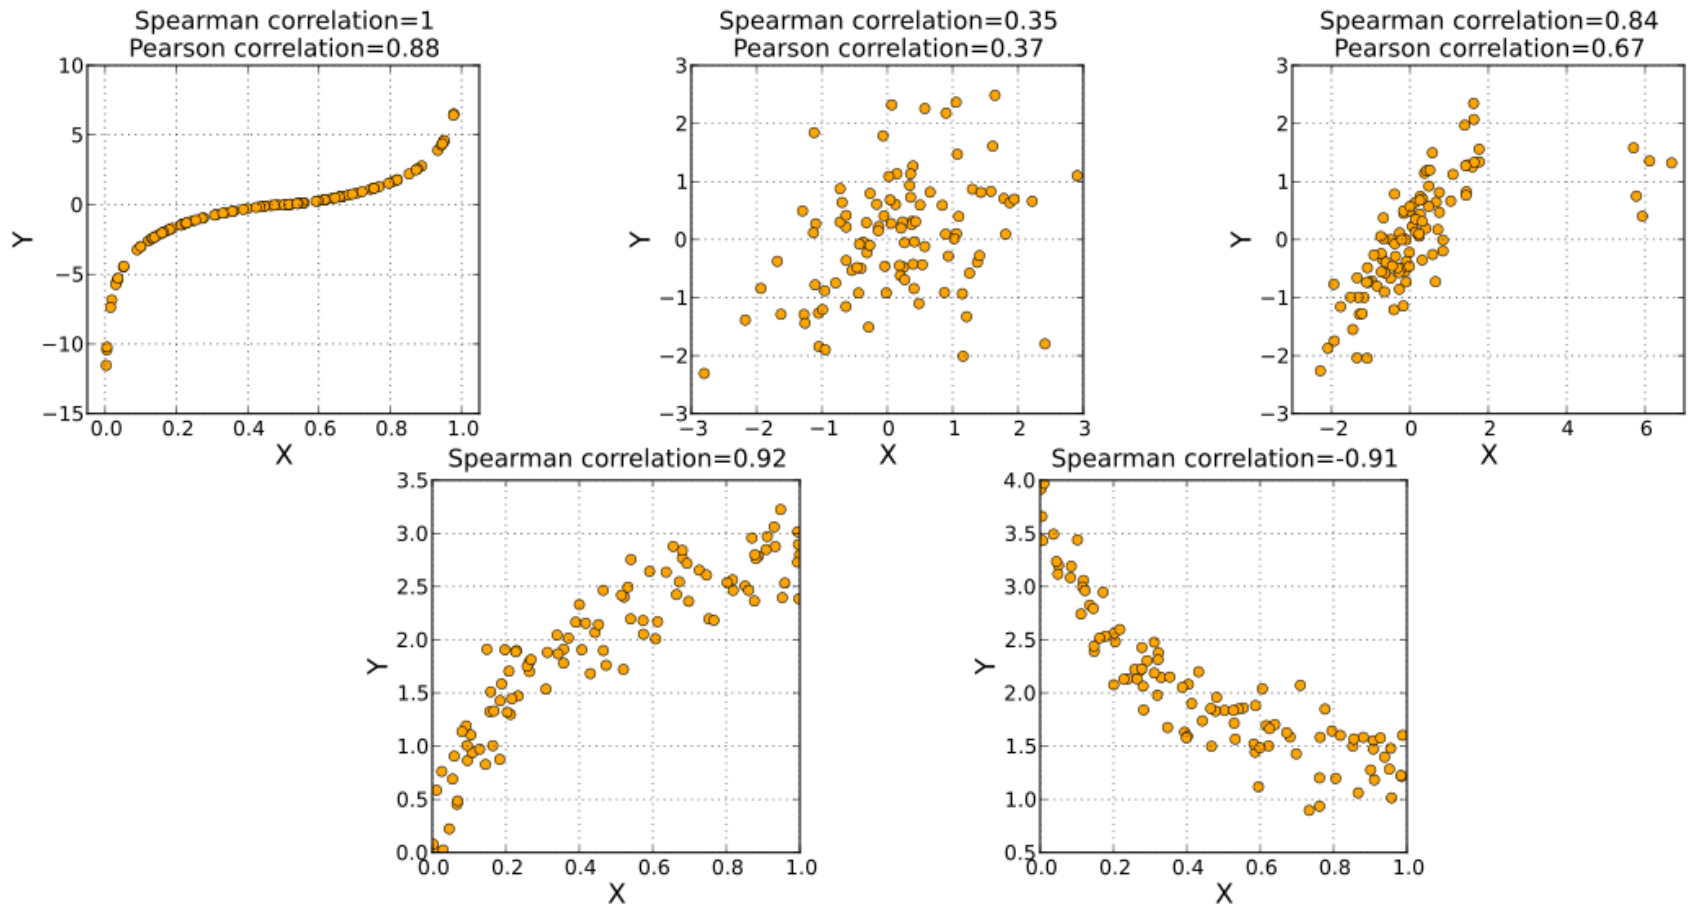 Spearman correlation=1
Pearson correlation=0.88
10
5
0
−5
−10
−15
0.0 0.2 0.4 0.6 0.8 1.0
X
Y
Spearman correlation=0.35
Pearson correlation=0.37
3
2
1
0
−1
−2
−3
−3 −2 −1 0 1 2 3
X
Y
Spearman correlation=0.84
Pearson correlation=0.67
3
2
1
0
−1
−2
−3
−2 0 2 4 6
X
Y
Spearman correlation=0.92
3.5
3.0
2.5
2.0
1.5
1.0
0.5
0.0
0.0 0.2 0.4 0.6 0.8 1.0
X
Y
Spearman correlation=-0.91
4.0
3.5
3.0
2.5
2.0
1.5
1.0
0.5
0.0 0.2 0.4 0.6 0.8 1.0
X
Y